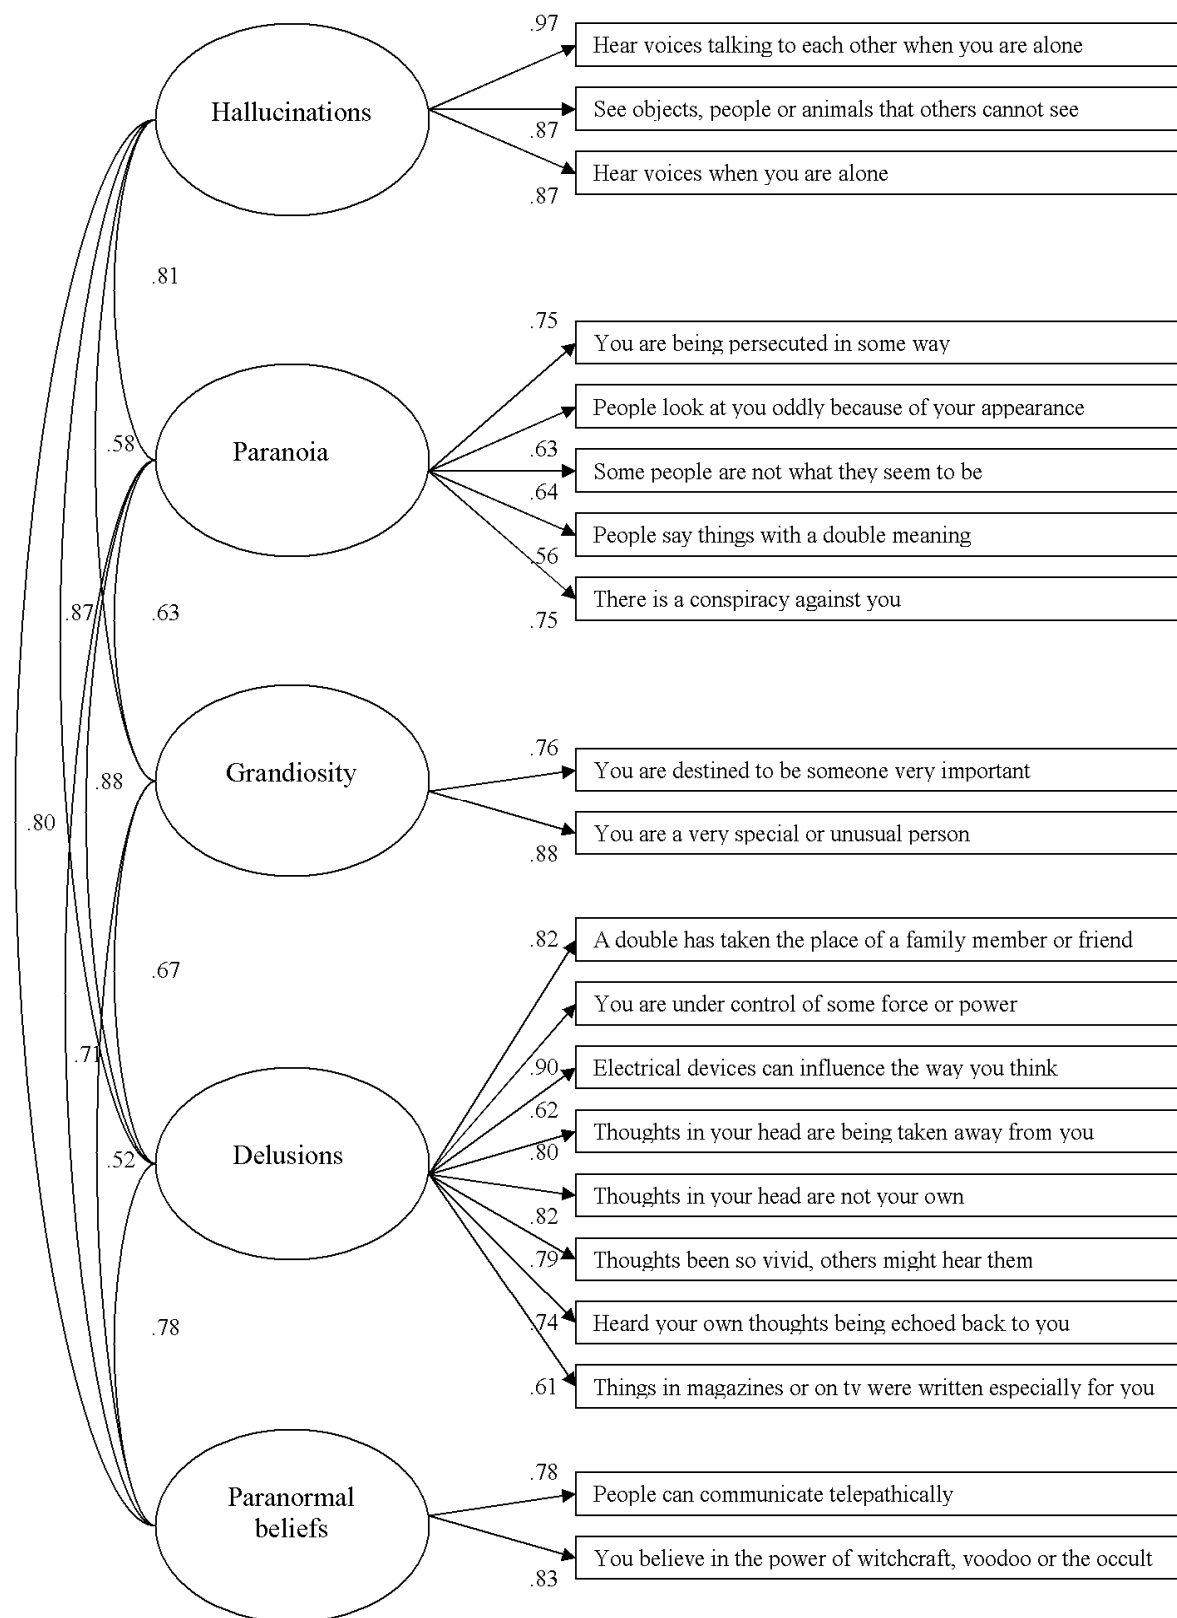 .97
Hear voices talking to each other when you are alone
Hallucinations
See objects, people or animals that others cannot see
.87
Hear voices when you are alone
.87
.81
.75
You are being persecuted in some way
People look at you oddly because of your appearance
.58
Paranoia
.63
Some people are not what they seem to be
.64
People say things with a double meaning
.56
There is a conspiracy against you
.87
.63
.75
.76
Grandiosity
You are destined to be someone very important
.88
.80
You are a very special or unusual person
.88
.82
A double has taken the place of a family member or friend
.67
You are under control of some force or power
.71
.90
Electrical devices can influence the way you think
.62
Thoughts in your head are being taken away from you
.52
Delusions
.80
Thoughts in your head are not your own
.82
Thoughts been so vivid, others might hear them
.79
.78
.74
Heard your own thoughts being echoed back to you
.61
Things in magazines or on tv were written especially for you
.78
Paranormal
beliefs
People can communicate telepathically
You believe in the power of witchcraft, voodoo or the occult
.83